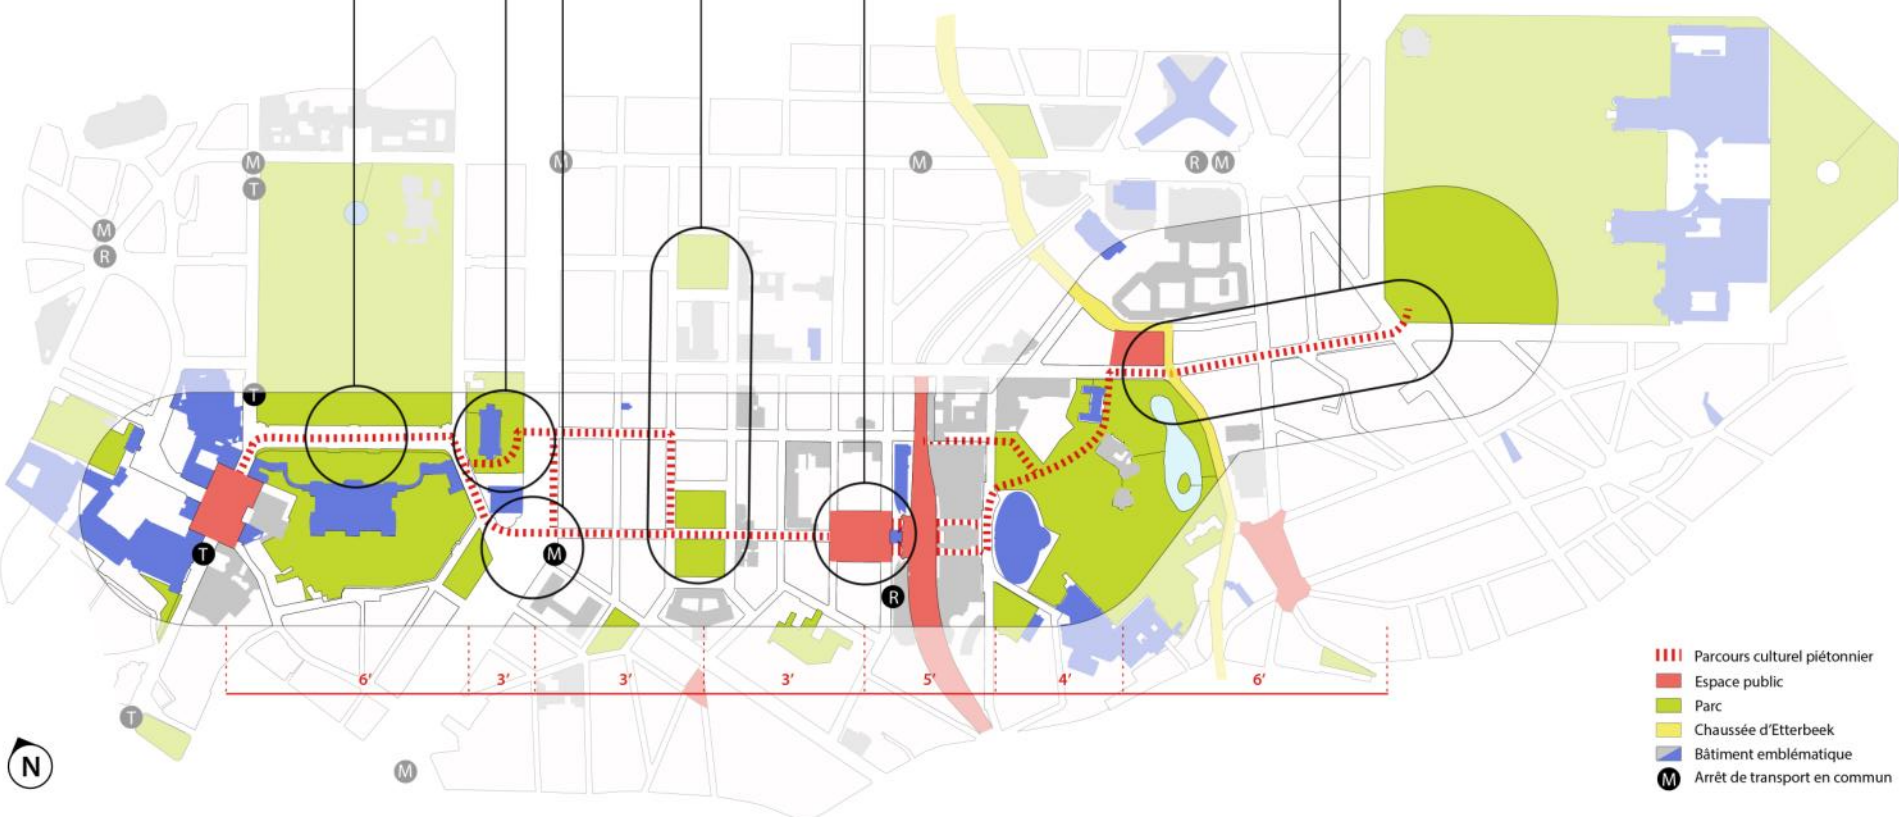 M
M
M
R M
T
M
R
T
T
M
R
6’
3’
3’
3’
5’
4’
6’
T
M
N
Parcours culturel piétonnier
Espace public
Parc
Chaussée d’Etterbeek
Bâtiment emblématique
M Arrêt de transport en commun